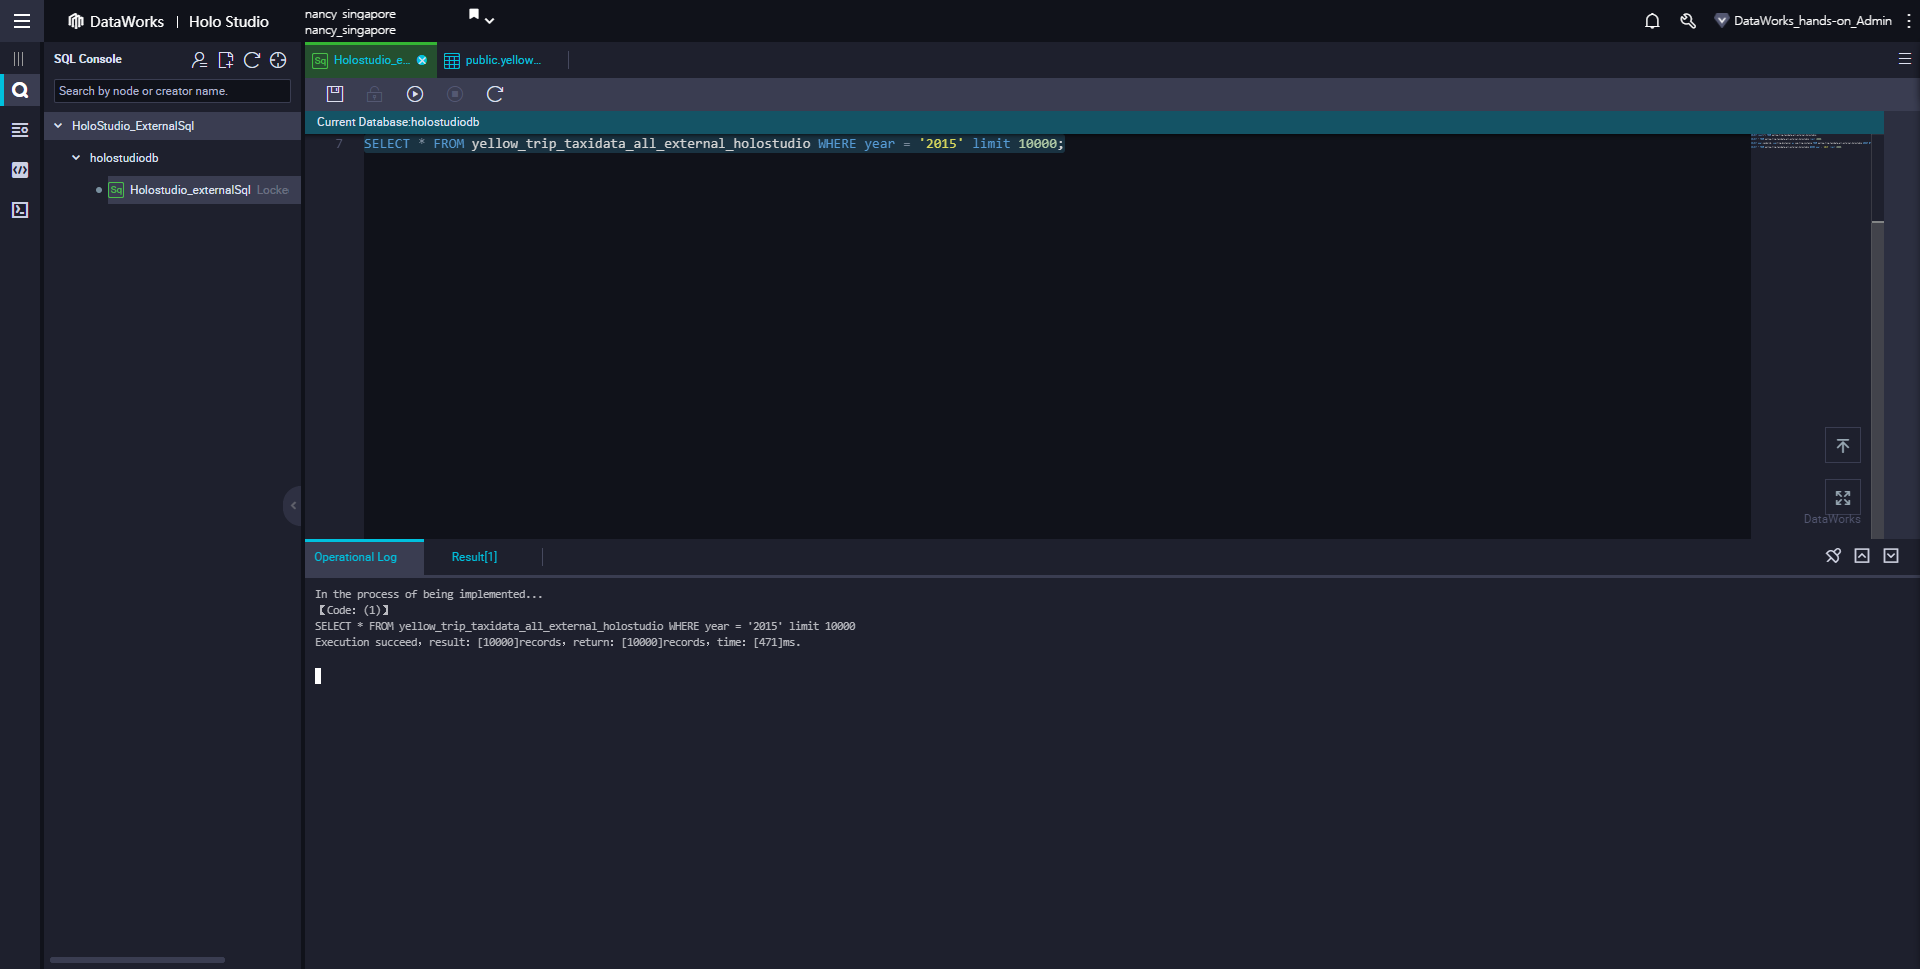 DataWorks | Holo Studio
nancy_singapore
nancy_singapore
DataWorks_hands-on_Admin
SQL Console
Search by node or creator name.
HoloStudio_ExternalSql
holostudiodb
Sq Holostudio_externalSql Locke
Sq Holostudio_e...
public.yellow...
Current Database:holostudiodb
7 SELECT * FROM yellow_trip_taxidata_all_external_holostudio WHERE year = '2015' limit 10000;
DataWorks
Operational Log
Result[1]
In the process of being implemented...
【Code: (1)】
SELECT * FROM yellow_trip_taxidata_all_external_holostudio WHERE year = '2015' limit 10000
Execution succeed，result: [10000]records，return: [10000]records，time: [471]ms.